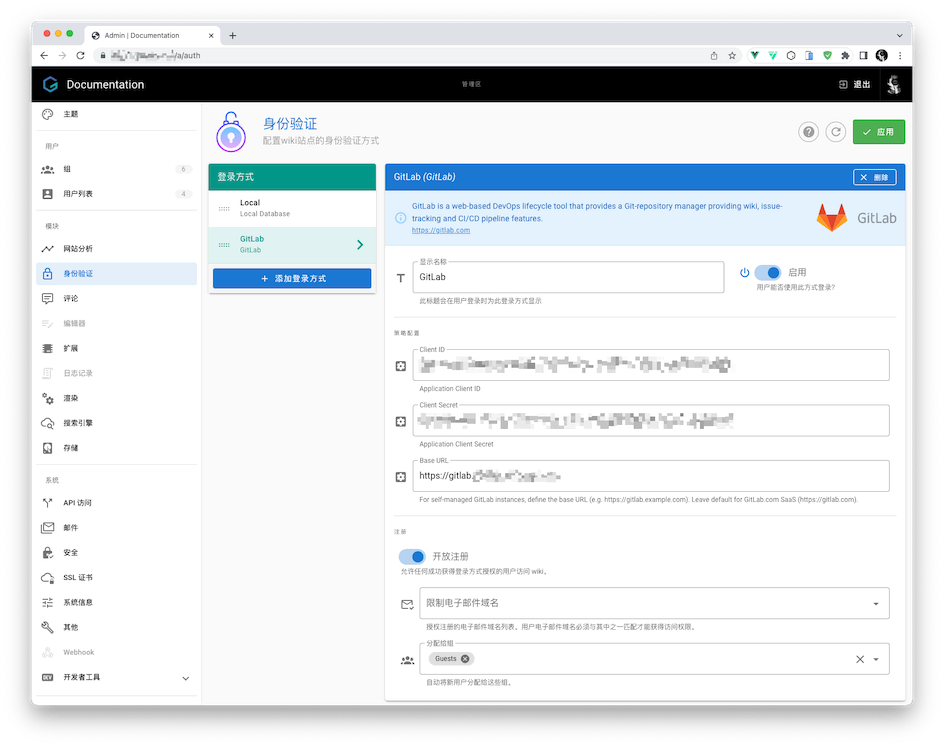 Admin | Documentation
/a/auth
Documentation
管理区
退出
主题
用户
组
6
用户列表
4
模块
网站分析
身份验证
评论
编辑器
扩展
日志记录
渲染
搜索引擎
存储
系统
API 访问
邮件
安全
SSL 证书
系统信息
其他
Webhook
DEV
开发者工具
身份验证
配置wiki站点的身份验证方式
应用
登录方式
Local
Local Database
GitLab
GitLab
添加登录方式
GitLab (GitLab)
删除
GitLab is a web-based DevOps lifecycle tool that provides a Git-repository manager providing wiki, issue-
tracking and CI/CD pipeline features.
https://gitlab.com
GitLab
显示名称
GitLab
此标题会在用户登录时为此登录方式显示
启用
用户能否使用此方式登录?
策略配置
Client ID
Application Client ID
Client Secret
Application Client Secret
Base URL
https://gitlab.
For self-managed GitLab instances, define the base URL (e.g. https://gitlab.example.com). Leave default for GitLab.com SaaS (https://gitlab.com).
注册
开放注册
允许任何成功获得登录方式授权的用户访问 wiki。
限制电子邮件域名
授权注册的电子邮件域名列表。用户电子邮件域名必须与其中之一匹配才能获得访问权限。
分配给组
Guests
自动将新用户分配给这些组。